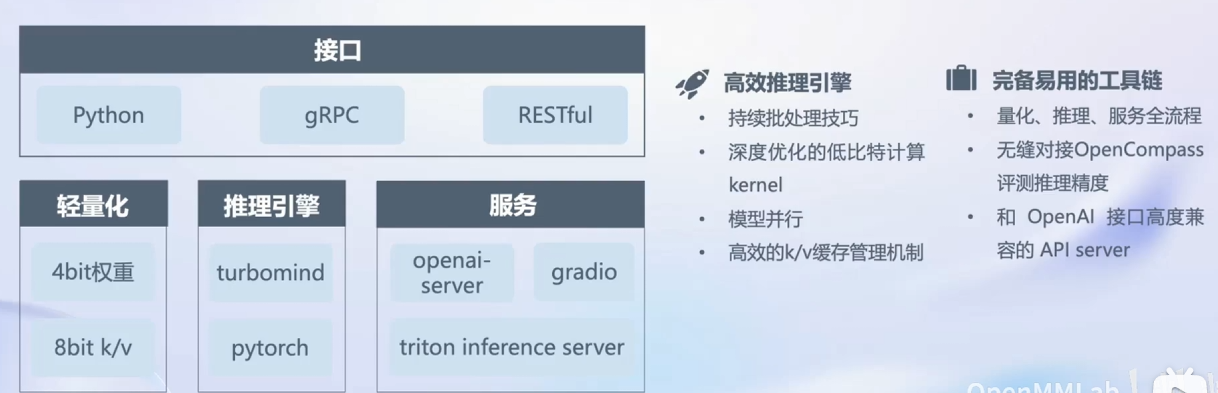 接口
Python
gRPC
RESTful
轻量化
4bit权重
8bit k/v
推理引擎
turbomind
pytorch
服务
openai-
server
gradio
triton inference server
高效推理引擎
• 持续批处理技巧
• 深度优化的低比特计算
kernel
• 模型并行
• 高效的k/v缓存管理机制
完备易用的工具链
• 量化、推理、服务全流程
• 无缝对接OpenCompass
评测推理精度
• 和 OpenAI 接口高度兼
容的 API server
OpenMMLab